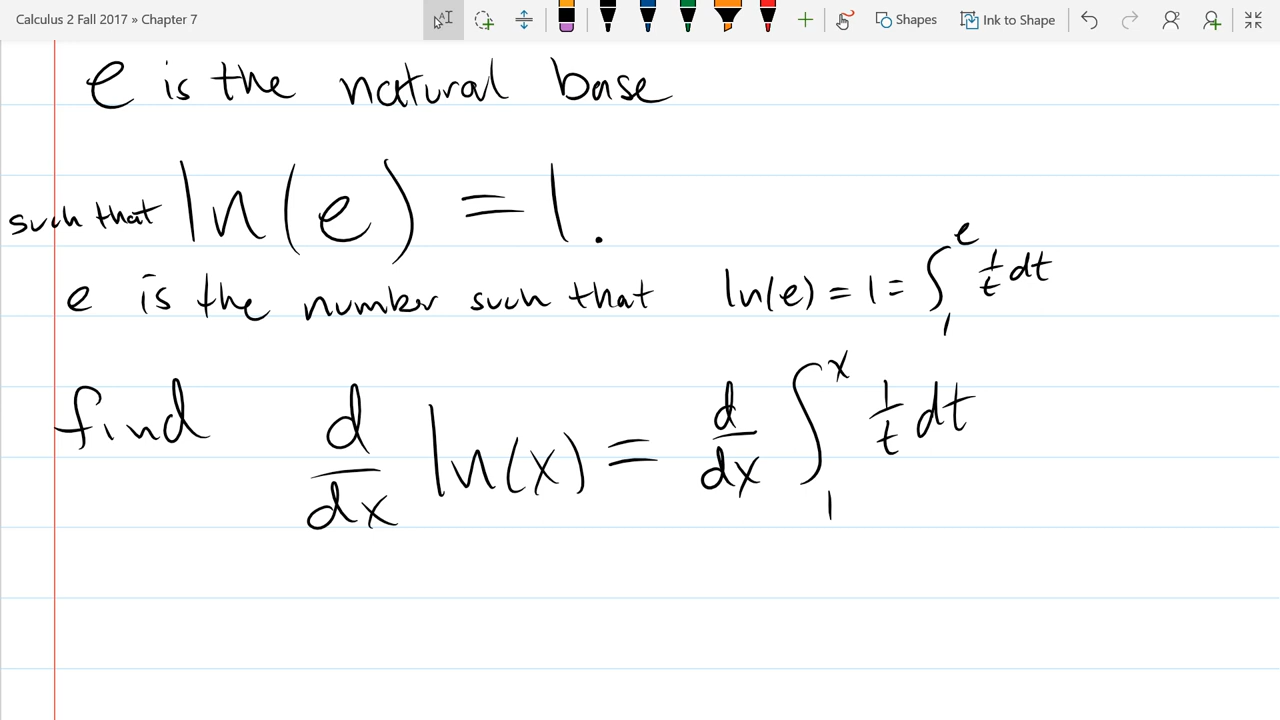 Calculus 2 Fall 2017 » Chapter 7
Shapes
Ink to Shape
e is the natural base
such that ln(e) = 1.
e is the number such that ln(e) = 1 = ∫₁ᵉ 1/t dt
find d/dx ln(x) = d/dx ∫₁ˣ 1/t dt